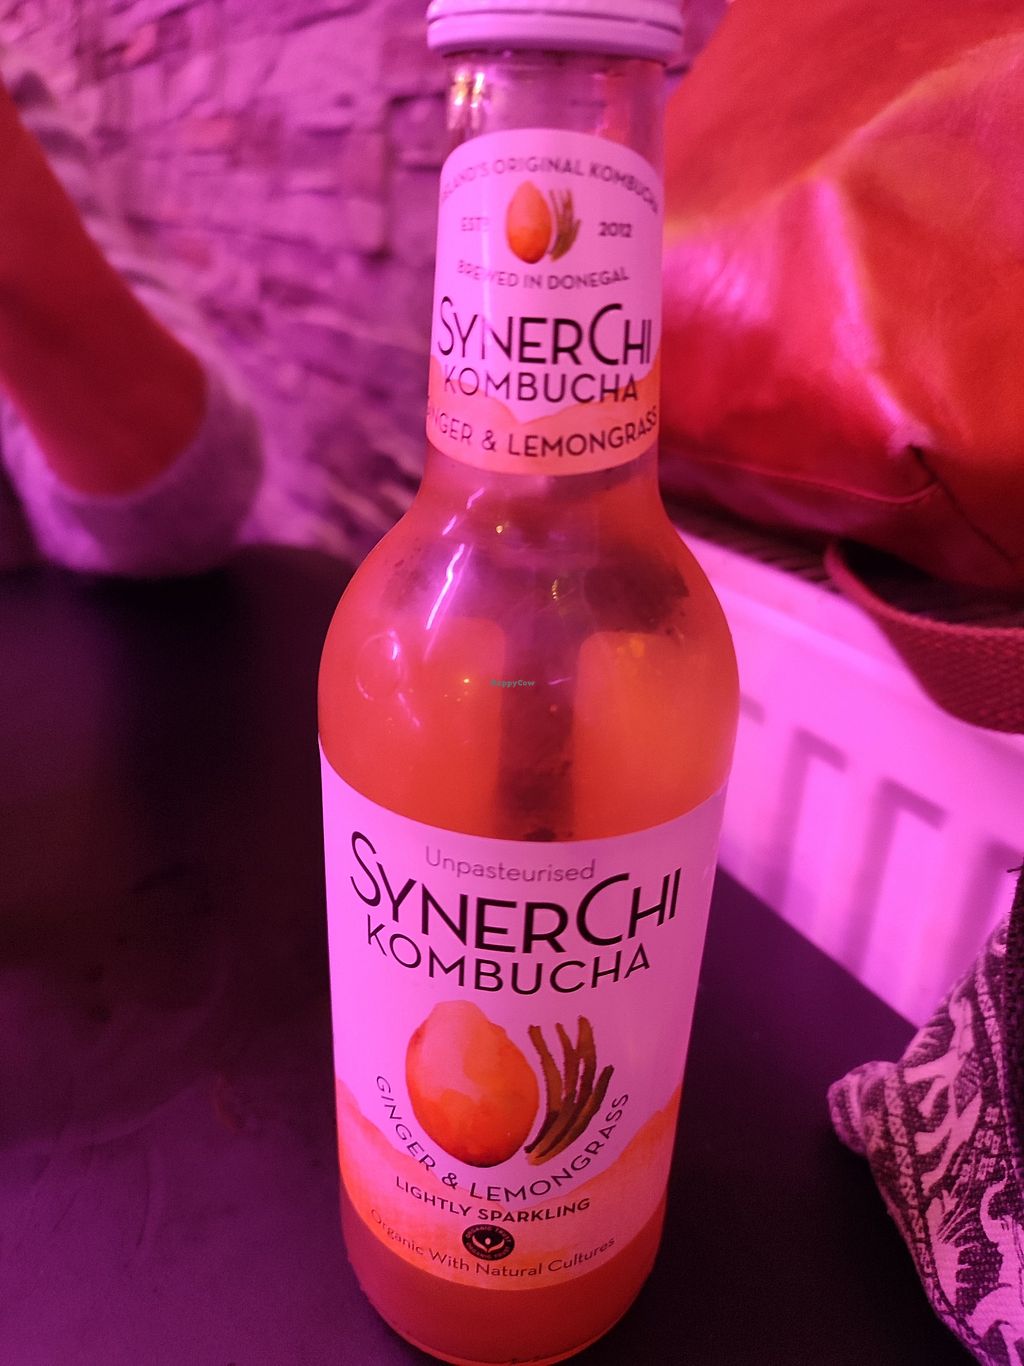 ORIGINAL KOMBUCHA
EST 2012
BREWED IN DONEGAL
SYNERCHI
KOMBUCHA
GINGER & LEMONGRASS
Unpasteurised
SYNERCHI
KOMBUCHA
GINGER & LEMONGRASS
LIGHTLY SPARKLING
Organic With Natural Cultures
HappyCow